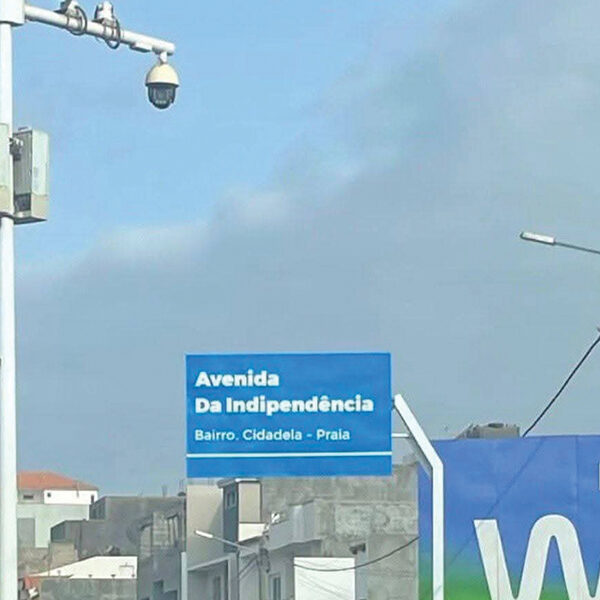 Avenida
Da Indipendência
Bairro. Cidadela - Praia
W